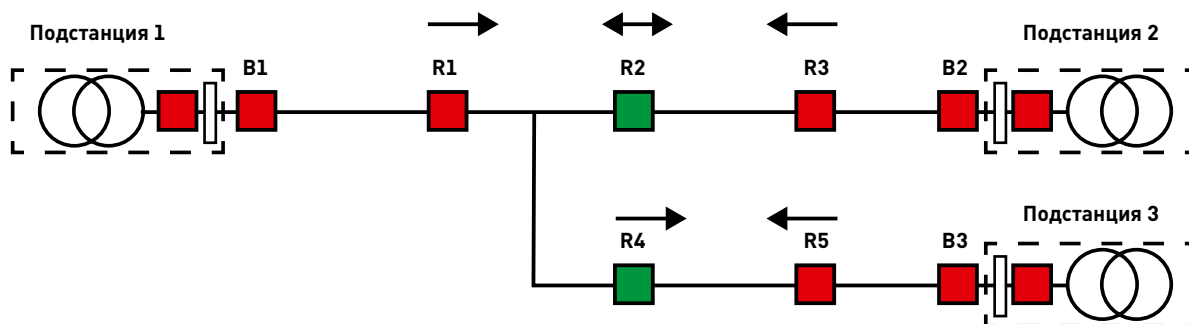 Подстанция 1
Подстанция 2
B1
R1
R2
R3
B2
Подстанция 3
R4
R5
B3